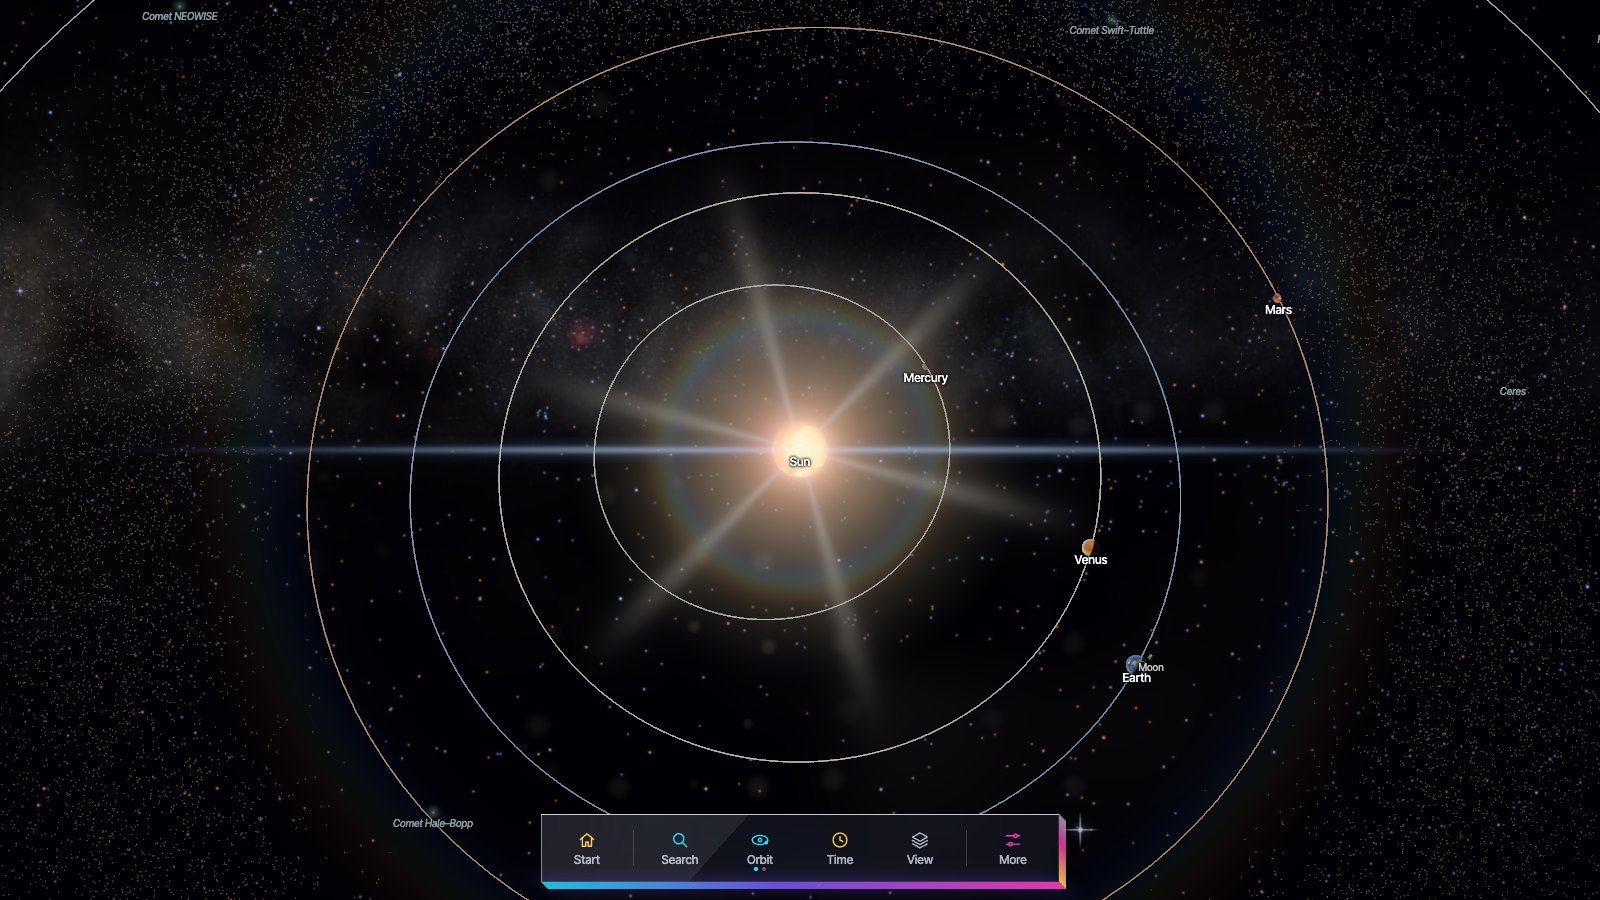 Comet NEOWISE
Comet Swift–Tuttle
Mars
Mercury
Ceres
Sun
Venus
Moon
Earth
Comet Hale–Bopp
Start
Search
Orbit
Time
View
More